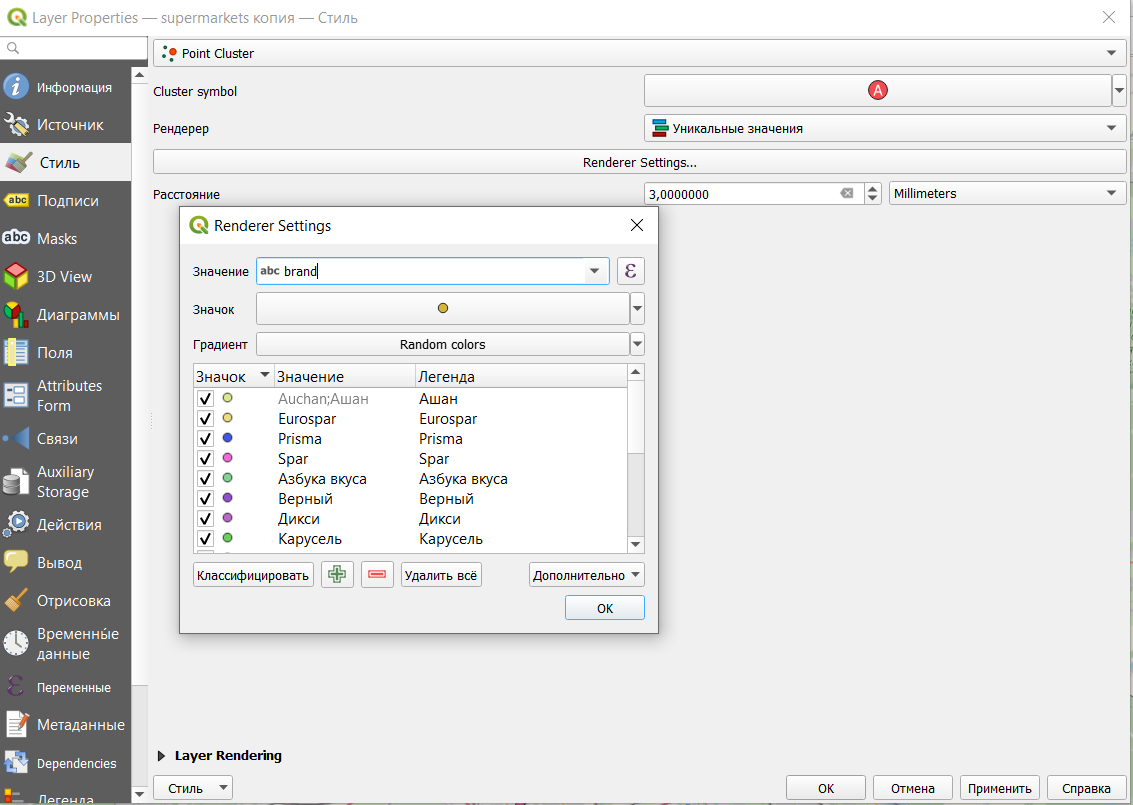 Layer Properties — supermarkets копия — Стиль
Информация
Источник
Стиль
abc Подписи
abc Masks
3D View
Диаграммы
Поля
Attributes
Form
Связи
Auxiliary
Storage
Действия
Вывод
Отрисовка
Временны́е
данные
Переменные
Метаданные
Dependencies
Легенда
Point Cluster
Cluster symbol
A
Рендерер
Уникальные значения
Renderer Settings...
Расстояние
3,0000000
Millimeters
Renderer Settings
Значение
abc brand
ε
Значок
Градиент
Random colors
Значок Значение Легенда
Auchan;Ашан Ашан
Eurospar Eurospar
Prisma Prisma
Spar Spar
Азбука вкуса Азбука вкуса
Верный Верный
Дикси Дикси
Карусель Карусель
Классифицировать Удалить всё Дополнительно
OK
Layer Rendering
Стиль OK Отмена Применить Справка